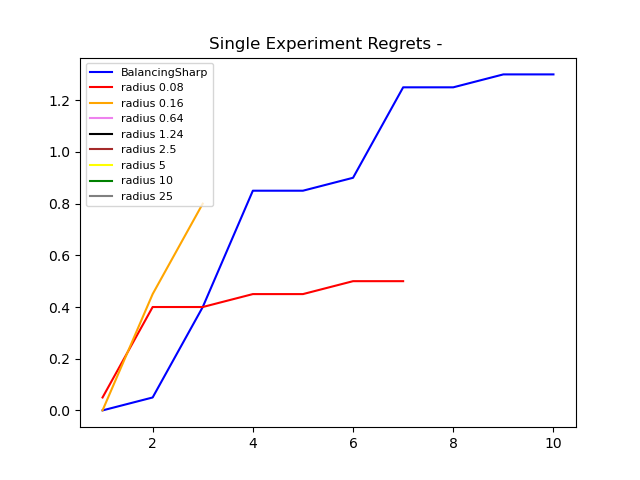 Single Experiment Regrets -
BalancingSharp
radius 0.08
radius 0.16
radius 0.64
radius 1.24
radius 2.5
radius 5
radius 10
radius 25
1.2
1.0
0.8
0.6
0.4
0.2
0.0
2 4 6 8 10